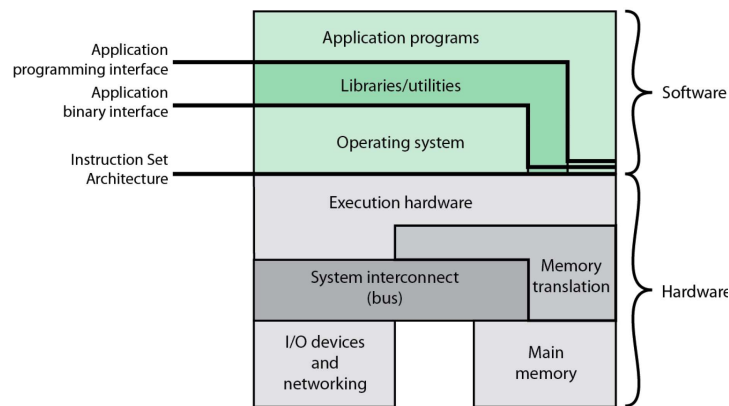 Application programs
Application
programming interface
Libraries/utilities
Software
Application
binary interface
Operating system
Instruction Set
Architecture
Execution hardware
System interconnect
(bus)
Memory
translation
Hardware
I/O devices
and
networking
Main
memory